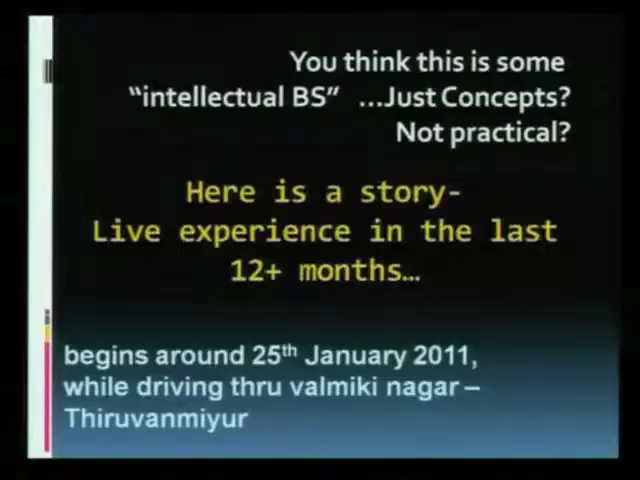 You think this is some
“intellectual BS” …Just Concepts?
Not practical?
Here is a story-
Live experience in the last
12+ months…
begins around 25th January 2011,
while driving thru valmiki nagar –
Thiruvanmiyur